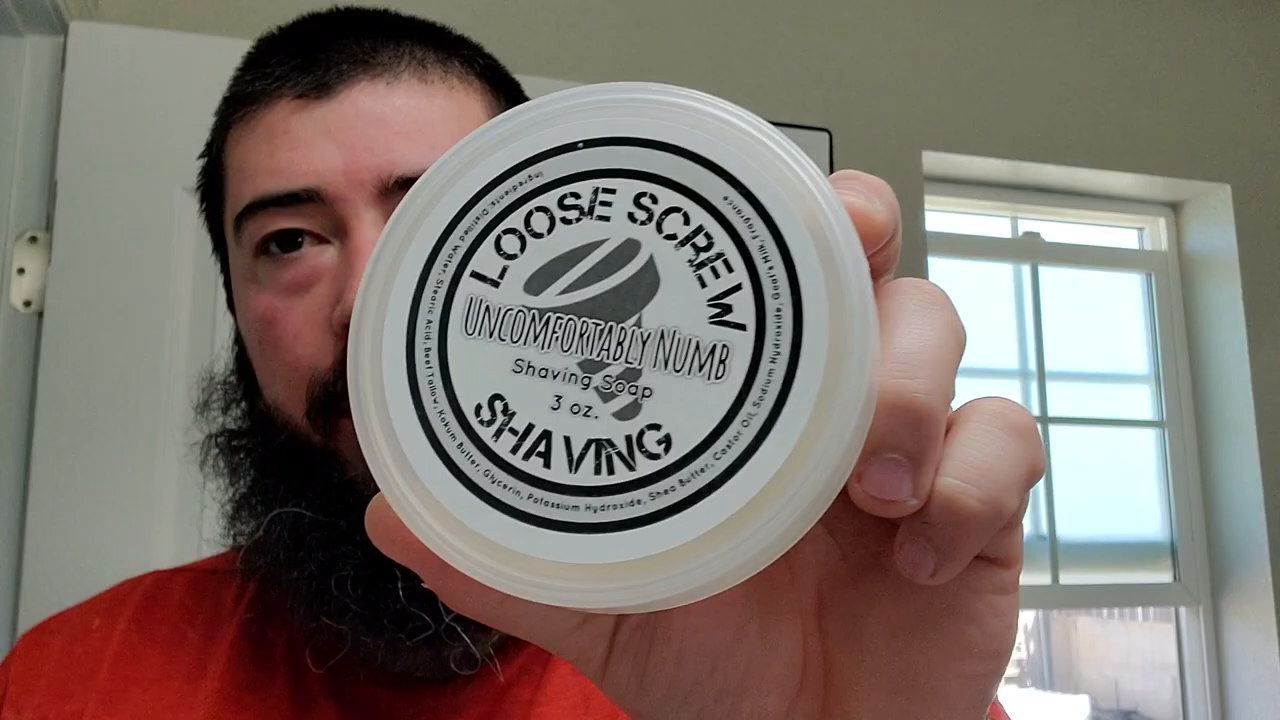 LOOSE SCREW
UNCOMFORTABLY NUMB
Shaving Soap
3 oz.
SHAVING
Ingredients: Distilled Water, Stearic Acid, Beef Tallow, Kokum Butter, Glycerin, Potassium Hydroxide, Shea Butter, Castor Oil, Sodium Hydroxide, Goat's Milk, Fragrance